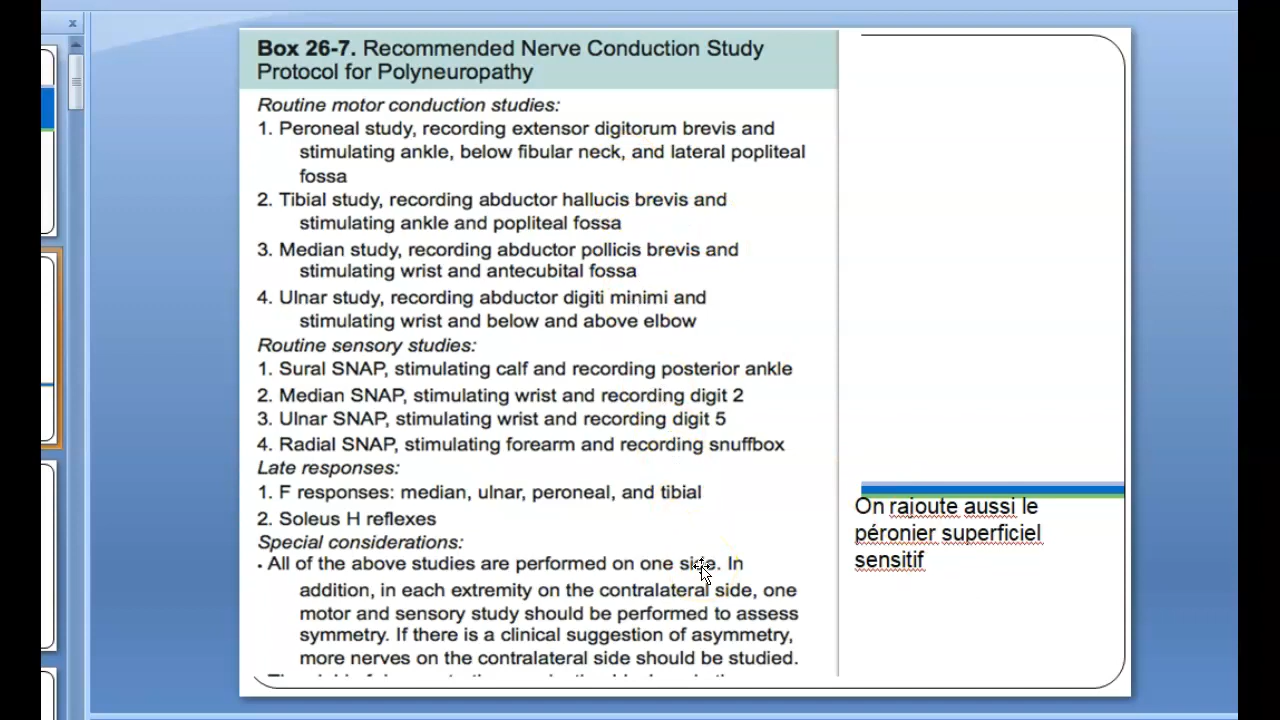 Box 26-7. Recommended Nerve Conduction Study
Protocol for Polyneuropathy
Routine motor conduction studies:
1. Peroneal study, recording extensor digitorum brevis and
stimulating ankle, below fibular neck, and lateral popliteal
fossa
2. Tibial study, recording abductor hallucis brevis and
stimulating ankle and popliteal fossa
3. Median study, recording abductor pollicis brevis and
stimulating wrist and antecubital fossa
4. Ulnar study, recording abductor digiti minimi and
stimulating wrist and below and above elbow
Routine sensory studies:
1. Sural SNAP, stimulating calf and recording posterior ankle
2. Median SNAP, stimulating wrist and recording digit 2
3. Ulnar SNAP, stimulating wrist and recording digit 5
4. Radial SNAP, stimulating forearm and recording snuffbox
Late responses:
1. F responses: median, ulnar, peroneal, and tibial
2. Soleus H reflexes
Special considerations:
• All of the above studies are performed on one side. In
addition, in each extremity on the contralateral side, one
motor and sensory study should be performed to assess
symmetry. If there is a clinical suggestion of asymmetry,
more nerves on the contralateral side should be studied.
On rajoute aussi le
péronier superficiel
sensitif